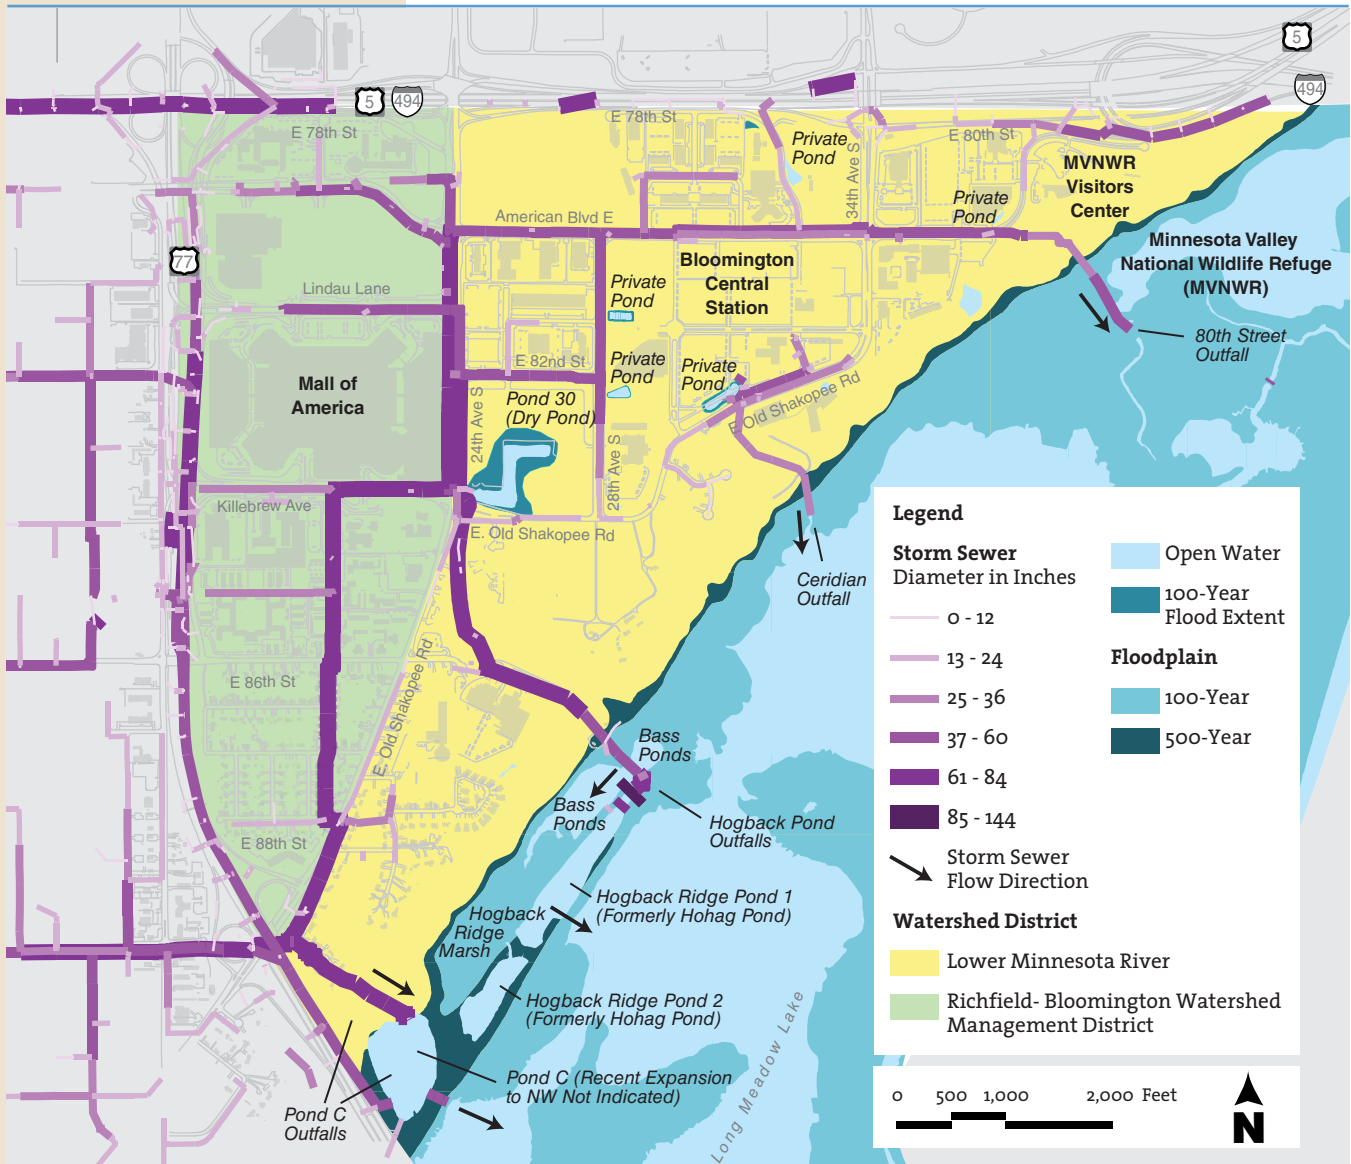 5
494
5
494
E 78th St
E 78th St
E 80th St
Private
Pond
34th Ave S
MVNWR
Visitors
Center
Private
Pond
American Blvd E
77
Bloomington
Central
Station
Minnesota Valley
National Wildlife Refuge
(MVNWR)
Lindau Lane
Private
Pond
80th Street
Outfall
E 82nd St
Private
Pond
Private
Pond
Mall of
America
24th Ave S
Pond 30
(Dry Pond)
E Old Shakopee Rd
28th Ave S
Killebrew Ave
E. Old Shakopee Rd
Ceridian
Outfall
E. Old Shakopee Rd
E 86th St
Bass
Ponds
Bass
Ponds
Hogback Pond
Outfalls
E 88th St
Hogback Ridge Pond 1
(Formerly Hohag Pond)
Hogback
Ridge
Marsh
Hogback Ridge Pond 2
(Formerly Hohag Pond)
Pond C (Recent Expansion
to NW Not Indicated)
Pond C
Outfalls
Long Meadow Lake
Legend
Storm Sewer
Diameter in Inches
0 - 12
13 - 24
25 - 36
37 - 60
61 - 84
85 - 144
Storm Sewer
Flow Direction
Open Water
100-Year
Flood Extent
Floodplain
100-Year
500-Year
Watershed District
Lower Minnesota River
Richfield- Bloomington Watershed
Management District
0 500 1,000 2,000 Feet
N